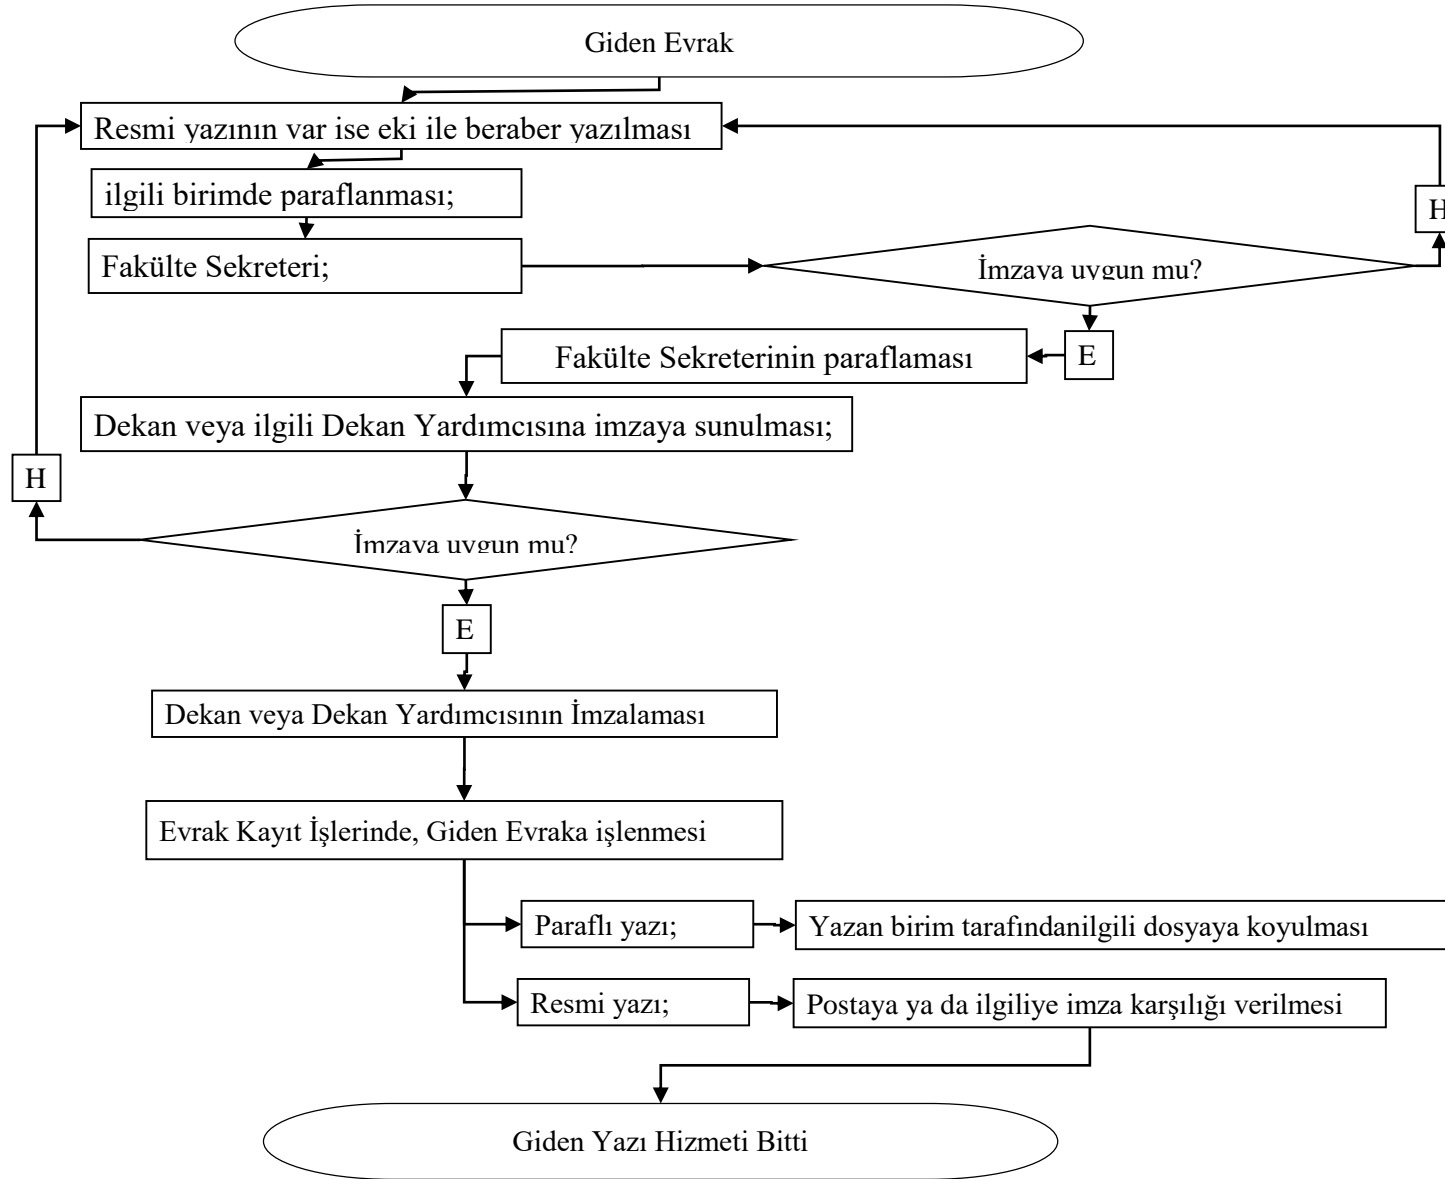 Giden Evrak
Resmi yazının var ise eki ile beraber yazılması
ilgili birimde paraflanması;
H
Fakülte Sekreteri;
İmzaya uygun mu?
Fakülte Sekreterinin paraflaması
E
Dekan veya ilgili Dekan Yardımcısına imzaya sunulması;
H
İmzaya uygun mu?
E
Dekan veya Dekan Yardımcısının İmzalaması
Evrak Kayıt İşlerinde, Giden Evraka işlenmesi
Paraflı yazı;
Yazan birim tarafındanilgili dosyaya koyulması
Resmi yazı;
Postaya ya da ilgiliye imza karşılığı verilmesi
Giden Yazı Hizmeti Bitti